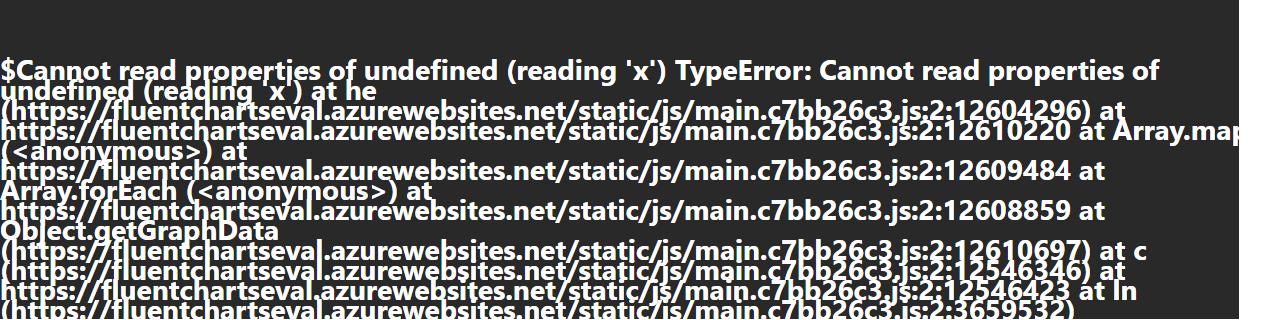 $Cannot read properties of undefined (reading 'x') TypeError: Cannot read properties of
undefined (reading 'x') at he
(https://fluentchartseval.azurewebsites.net/static/js/main.c7bb26c3.js:2:12604296) at
https://fluentchartseval.azurewebsites.net/static/js/main.c7bb26c3.js:2:12610220 at Array.map
(<anonymous>) at
https://fluentchartseval.azurewebsites.net/static/js/main.c7bb26c3.js:2:12609484 at
Array.forEach (<anonymous>) at
https://fluentchartseval.azurewebsites.net/static/js/main.c7bb26c3.js:2:12608859 at
Object.getGraphData
(https://fluentchartseval.azurewebsites.net/static/js/main.c7bb26c3.js:2:12610697) at c
(https://fluentchartseval.azurewebsites.net/static/js/main.c7bb26c3.js:2:12546346) at
https://fluentchartseval.azurewebsites.net/static/js/main.c7bb26c3.js:2:12546423 at ln
(https://fluentchartseval.azurewebsites.net/static/js/main.c7bb26c3.js:2:3659532)